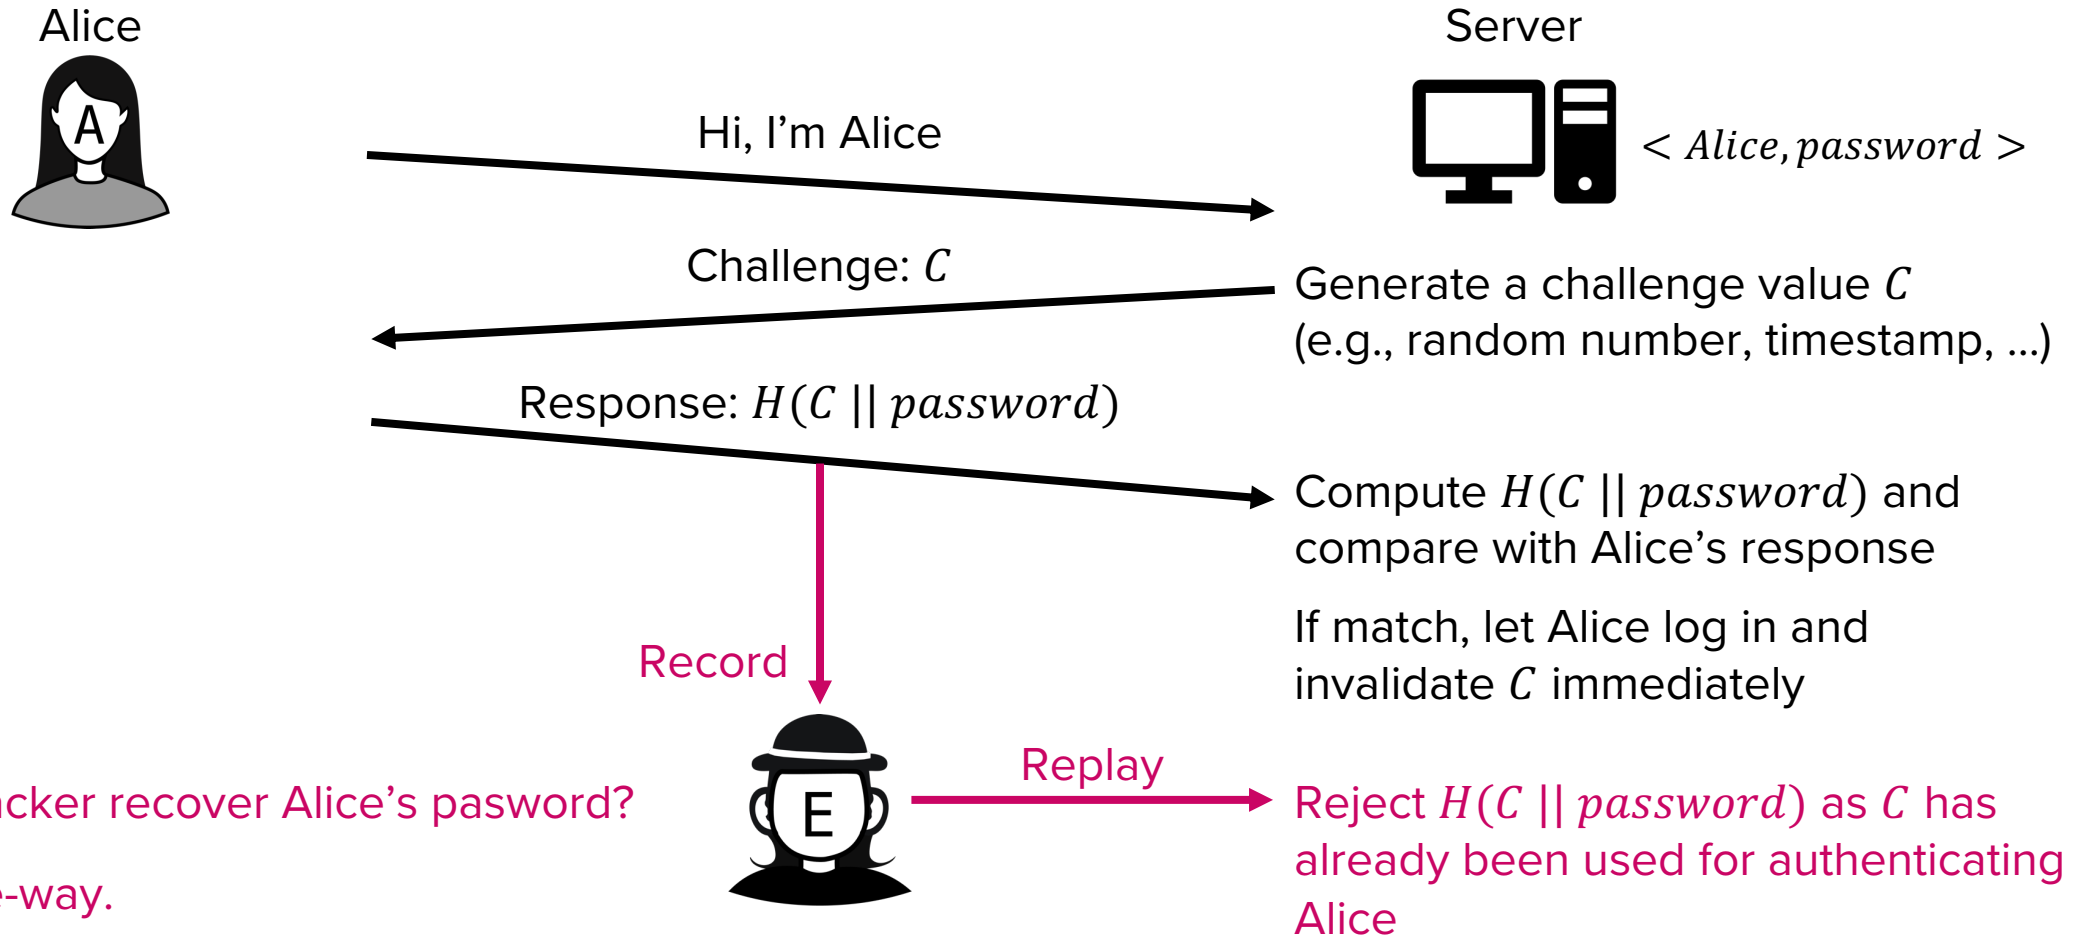 Alice
Server
A
Hi, I'm Alice
< Alice, password >
Challenge: C
Generate a challenge value C
(e.g., random number, timestamp, ...)
Response: H(C || password)
Compute H(C || password) and
compare with Alice's response
If match, let Alice log in and
invalidate C immediately
Record
Replay
E
acker recover Alice's pasword?
e-way.
Reject H(C || password) as C has
already been used for authenticating
Alice